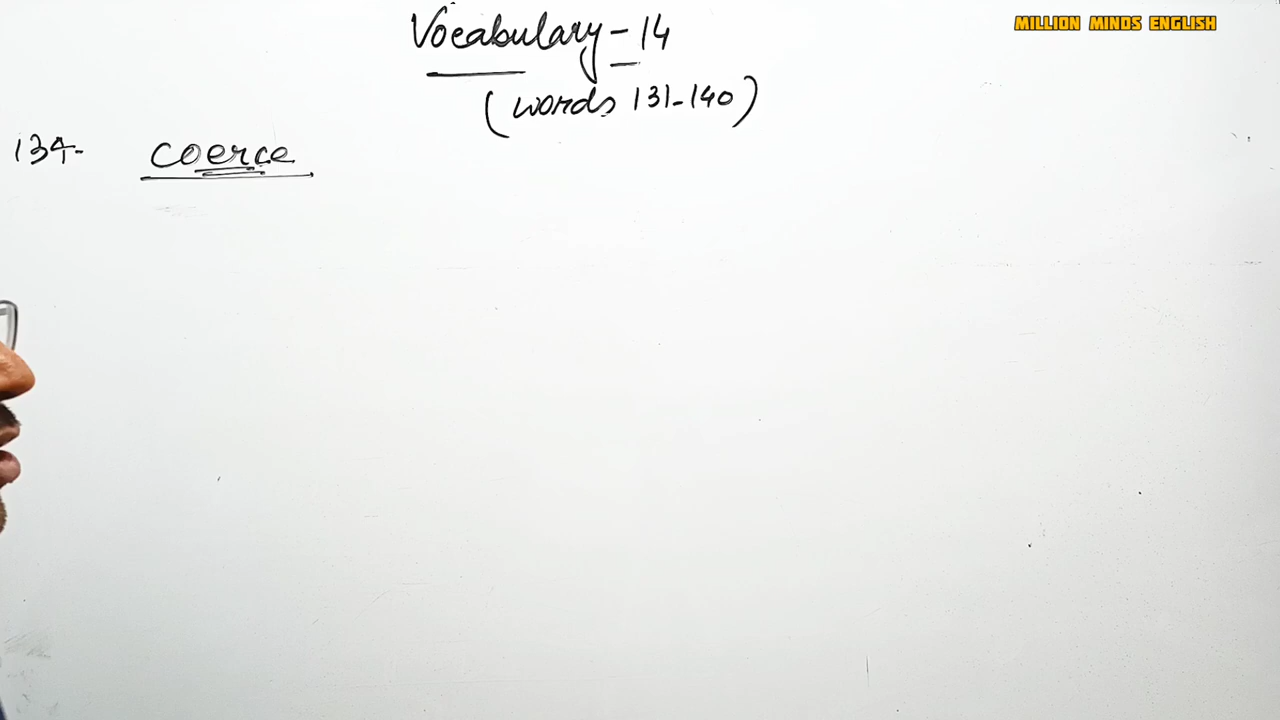 MILLION MINDS ENGLISH
Vocabulary-14
(words 131-140)
134- coerce